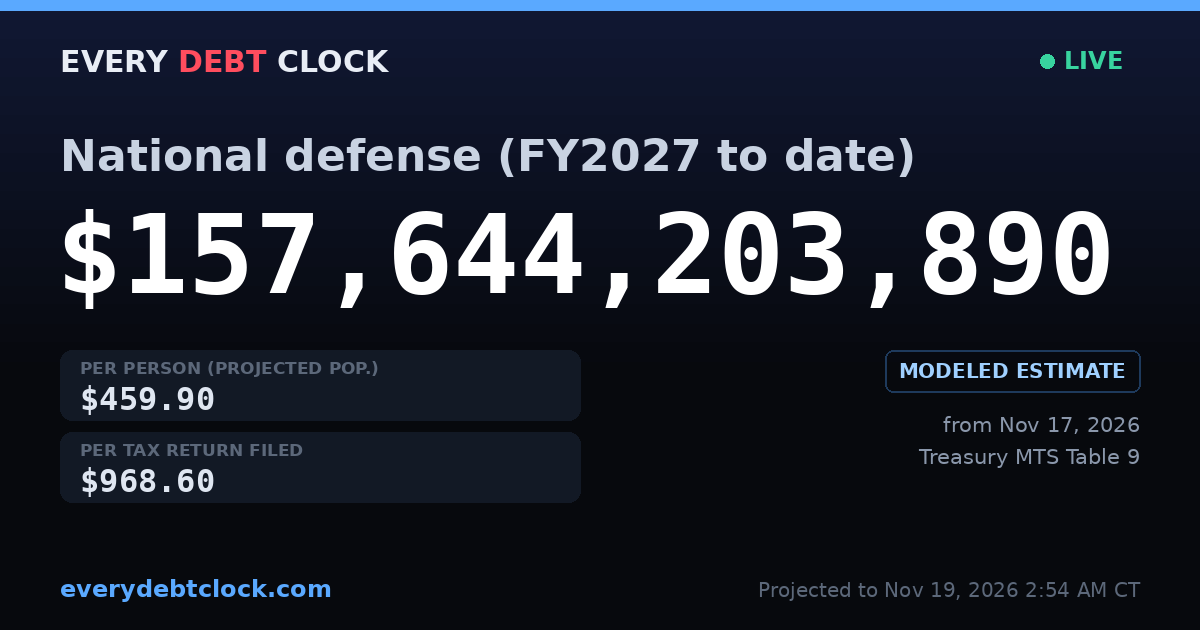 EVERY DEBT CLOCK
LIVE
National defense (FY2027 to date)
$157,644,203,890
PER PERSON (PROJECTED POP.)
$459.90
PER TAX RETURN FILED
$968.60
MODELED ESTIMATE
from Nov 17, 2026
Treasury MTS Table 9
everydebtclock.com
Projected to Nov 19, 2026 2:54 AM CT